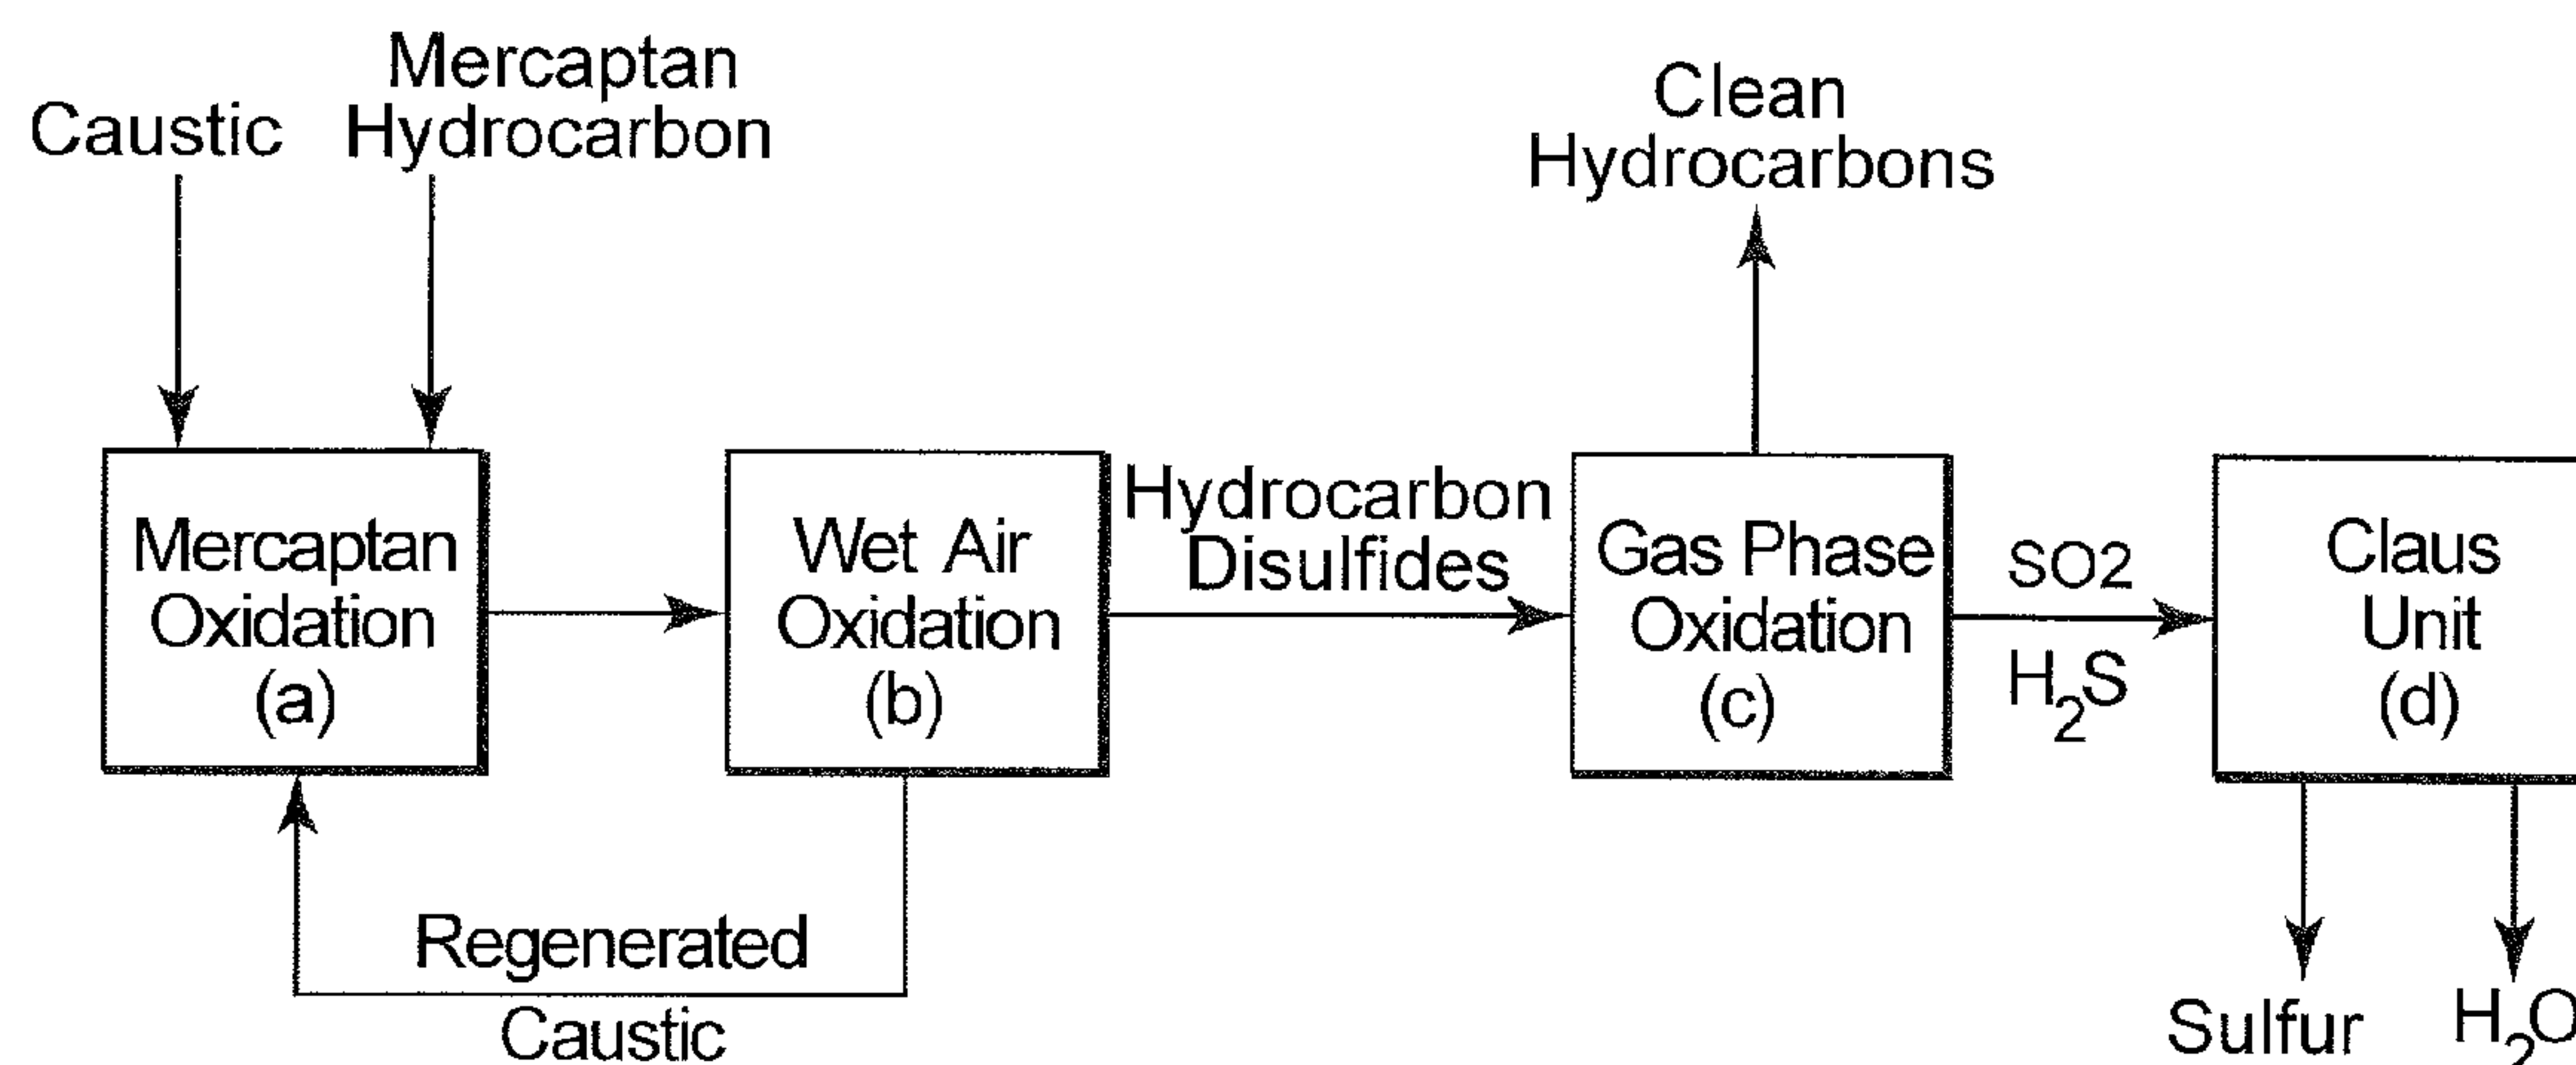 Caustic
Mercaptan
Hydrocarbon
Clean
Hydrocarbons
Mercaptan
Oxidation
(a)
Wet Air
Oxidation
(b)
Hydrocarbon
Disulfides
Gas Phase
Oxidation
(c)
SO2
H₂S
Claus
Unit
(d)
Regenerated
Caustic
Sulfur
H₂O